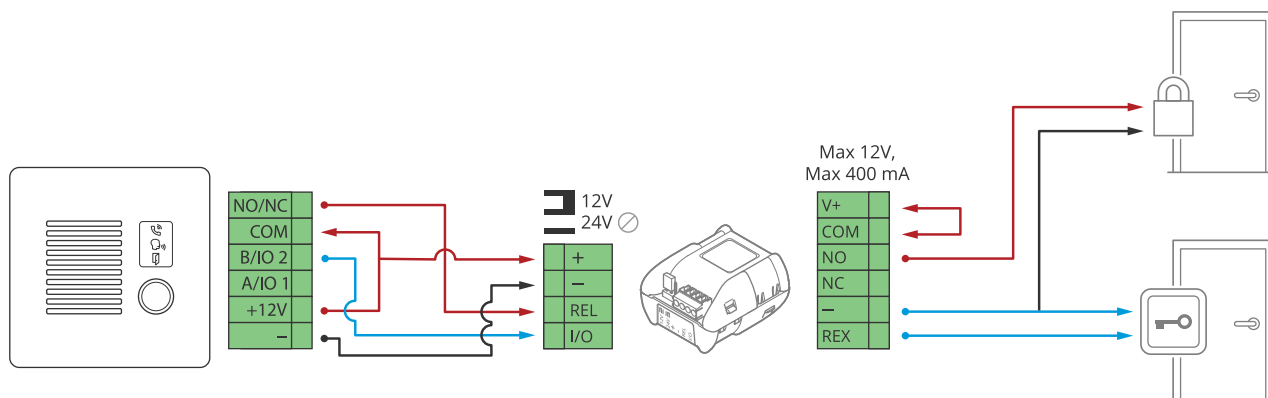 NO/NC
COM
B/IO 2
A/IO 1
+12V
–
12V
24V
+
–
REL
I/O
Max 12V,
Max 400 mA
V+
COM
NO
NC
–
REX